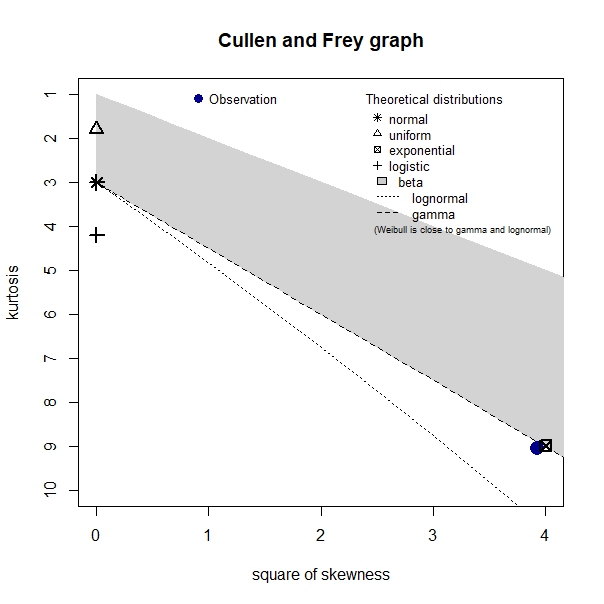 Cullen and Frey graph
Observation
Theoretical distributions
normal
uniform
exponential
logistic
beta
lognormal
gamma
(Weibull is close to gamma and lognormal)
kurtosis
1
2
3
4
5
6
7
8
9
10
0 1 2 3 4
square of skewness